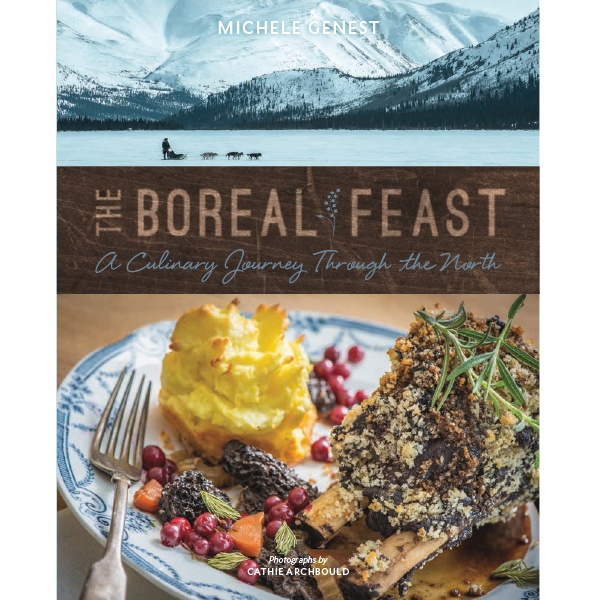 MICHELE GENEST
THE BOREAL FEAST
A Culinary Journey Through the North
Photographs by
CATHIE ARCHBOULD